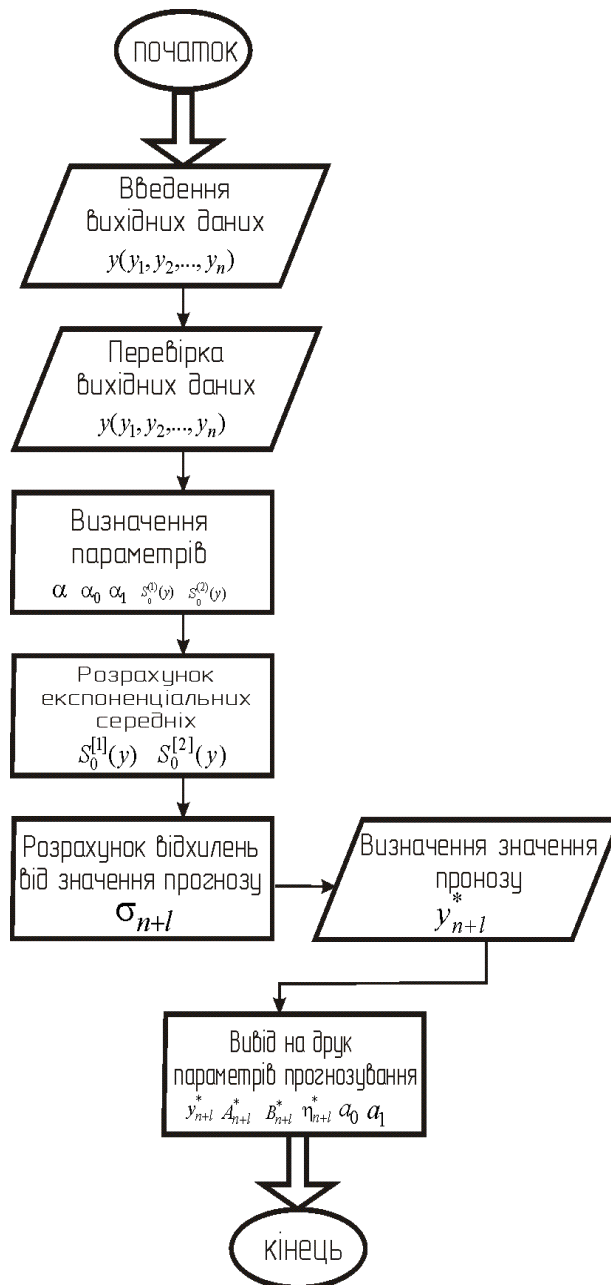 початок
Введення
вихідних даних
y(y₁, y₂,..., yₙ)
Перевірка
вихідних даних
y(y₁, y₂,..., yₙ)
Визначення
параметрів
α α₀ α₁ S₀⁽¹⁾(y) S₀⁽²⁾(y)
Розрахунок
експоненціальних
середніх
S₀^[1](y) S₀^[2](y)
Розрахунок відхилень
від значення прогнозу
σₙ₊ₗ
Визначення значення
пронозу
y*ₙ₊ₗ
Вивід на друк
параметрів прогнозування
y*ₙ₊ₗ A*ₙ₊ₗ B*ₙ₊ₗ η*ₙ₊ₗ a₀ a₁
кінець